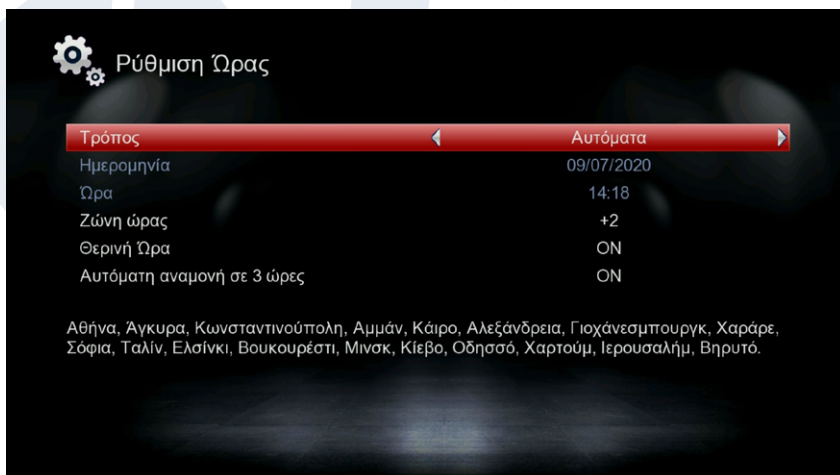 Ρύθμιση Ώρας
Τρόπος Αυτόματα
Ημερομηνία 09/07/2020
Ώρα 14:18
Ζώνη ώρας +2
Θερινή Ώρα ON
Αυτόματη αναμονή σε 3 ώρες ON
Αθήνα, Άγκυρα, Κωνσταντινούπολη, Αμμάν, Κάιρο, Αλεξάνδρεια, Γιοχάνεσμπουργκ, Χαράρε,
Σόφια, Ταλίν, Ελσίνκι, Βουκουρέστι, Μινσκ, Κίεβο, Οδησσό, Χαρτούμ, Ιερουσαλήμ, Βηρυτό.